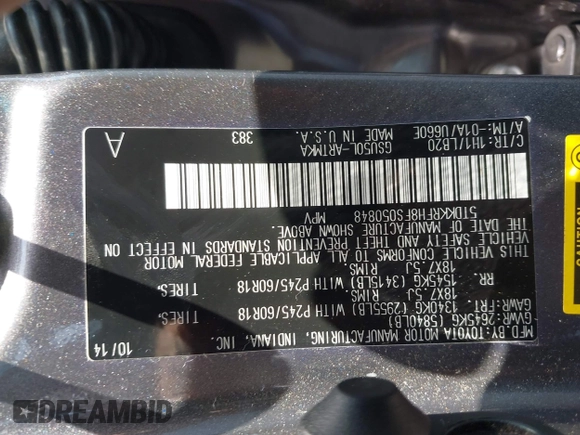 MFD.BY:TOYOTA MOTOR MANUFACTURING, INDIANA, INC. 10/14
GVWR:2645KG(5840LB)
GAWR:FRT. 1240KG(2955LB) WITH P245/60R18 TIRES,
18X7.5J RIMS
RR. 1545KG(3415LB) WITH P245/60R18 TIRES,
18X7.5J RIMS
THIS VEHICLE CONFORMS TO ALL APPLICABLE FEDERAL MOTOR
VEHICLE SAFETY AND THEFT PREVENTION STANDARDS IN EFFECT ON
THE DATE OF MANUFACTURE SHOWN ABOVE.
5TDKKRFH8FS050848 MPV
C/TR:1H1/LB20 GSU50L-ARTMKA 383 A
A/TM:-01A/U660E MADE IN U.S.A.
DREAMBID